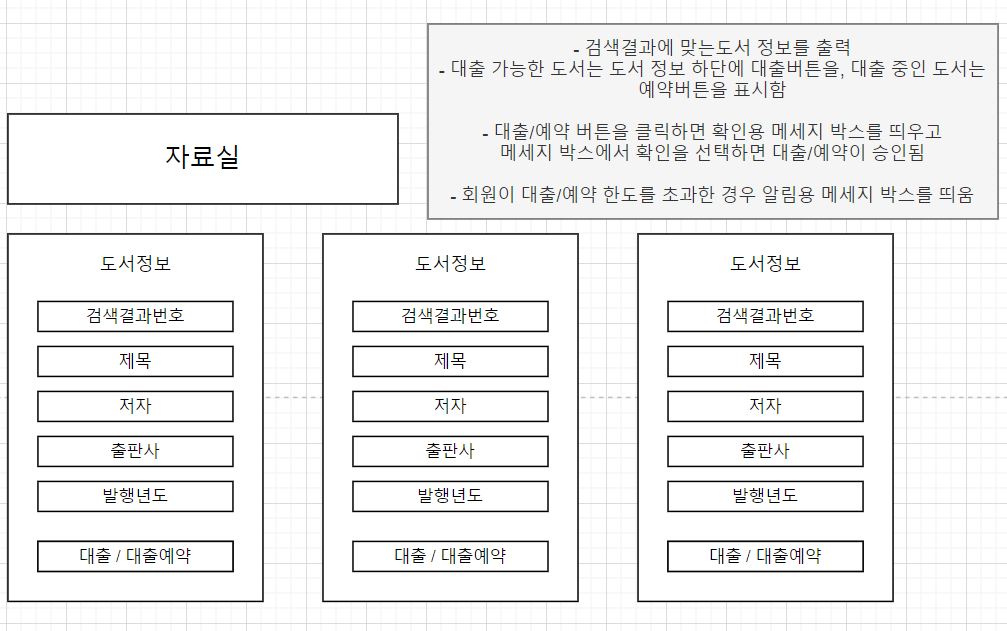 - 검색결과에 맞는도서 정보를 출력
- 대출 가능한 도서는 도서 정보 하단에 대출버튼을, 대출 중인 도서는
예약버튼을 표시함
- 대출/예약 버튼을 클릭하면 확인용 메세지 박스를 띄우고
메세지 박스에서 확인을 선택하면 대출/예약이 승인됨
- 회원이 대출/예약 한도를 초과한 경우 알림용 메세지 박스를 띄움
자료실
도서정보
검색결과번호
제목
저자
출판사
발행년도
대출 / 대출예약
도서정보
검색결과번호
제목
저자
출판사
발행년도
대출 / 대출예약
도서정보
검색결과번호
제목
저자
출판사
발행년도
대출 / 대출예약